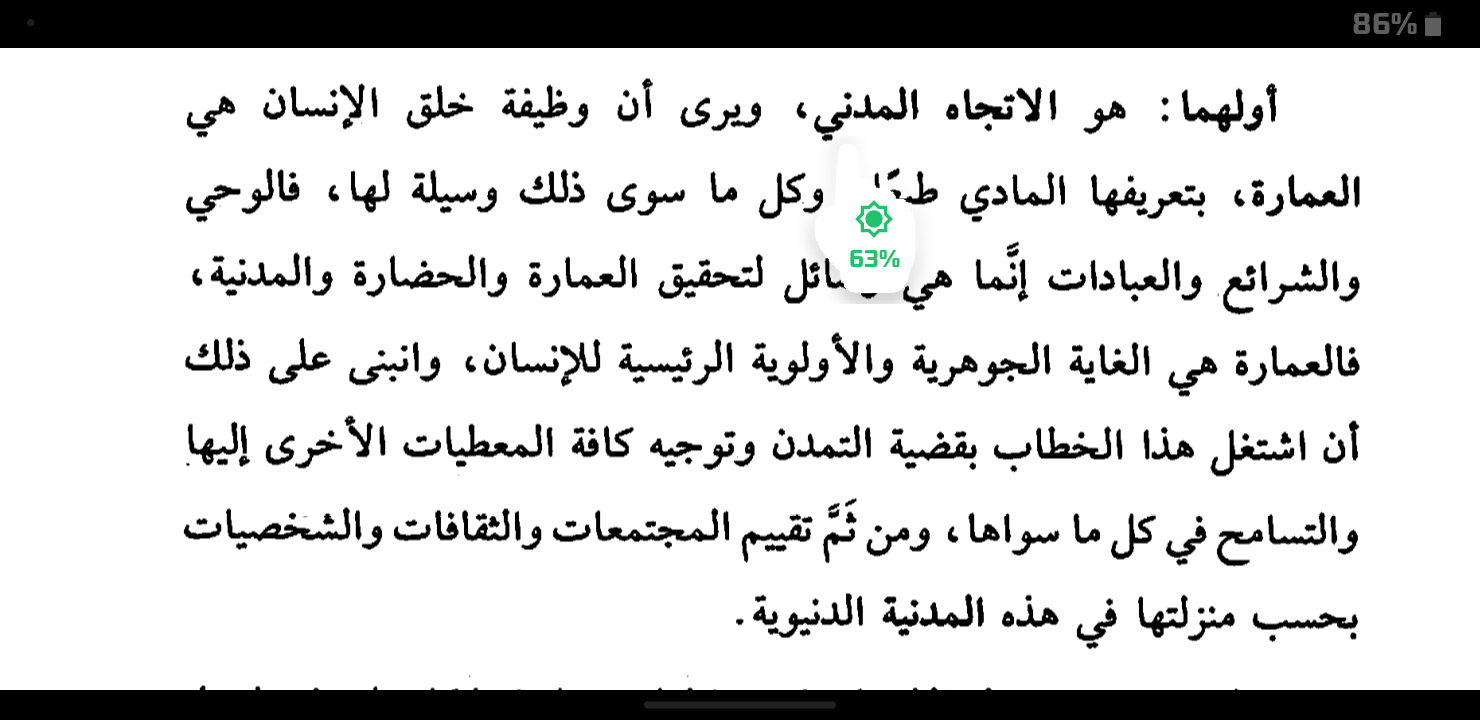 86%
أولهما: هو الاتجاه المدني، ويرى أن وظيفة خلق الإنسان هي
العمارة، بتعريفها المادي وكل ما سوى ذلك وسيلة لها، فالوحي
63%
والشرائع والعبادات إنَّما هي لتحقيق العمارة والحضارة والمدنية،
فالعمارة هي الغاية الجوهرية والأولوية الرئيسية للإنسان، وانبنى على ذلك
أن اشتغل هذا الخطاب بقضية التمدن وتوجيه كافة المعطيات الأخرى إليها
والتسامح في كل ما سواها، ومن ثَمَّ تقييم المجتمعات والثقافات والشخصيات
بحسب منزلتها في هذه المدنية الدنيوية.